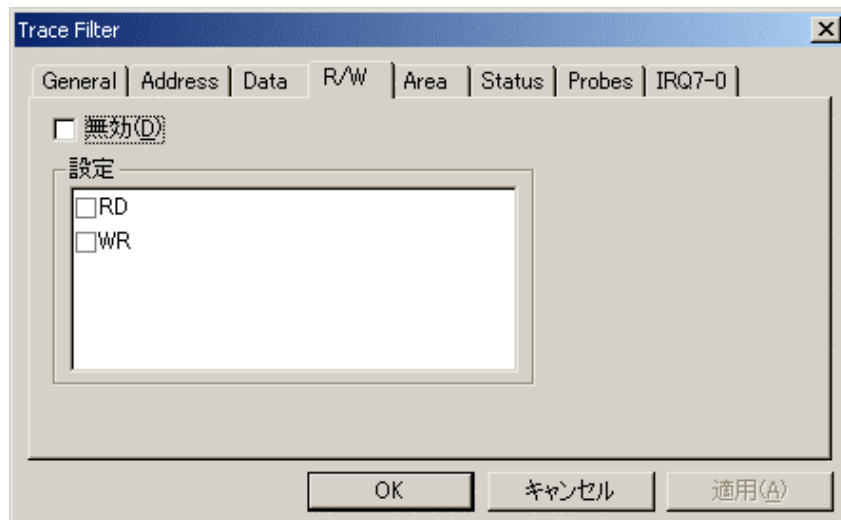 Trace Filter
General Address Data R/W Area Status Probes IRQ7-0
無効(D)
設定
RD
WR
OK キャンセル 適用(A)